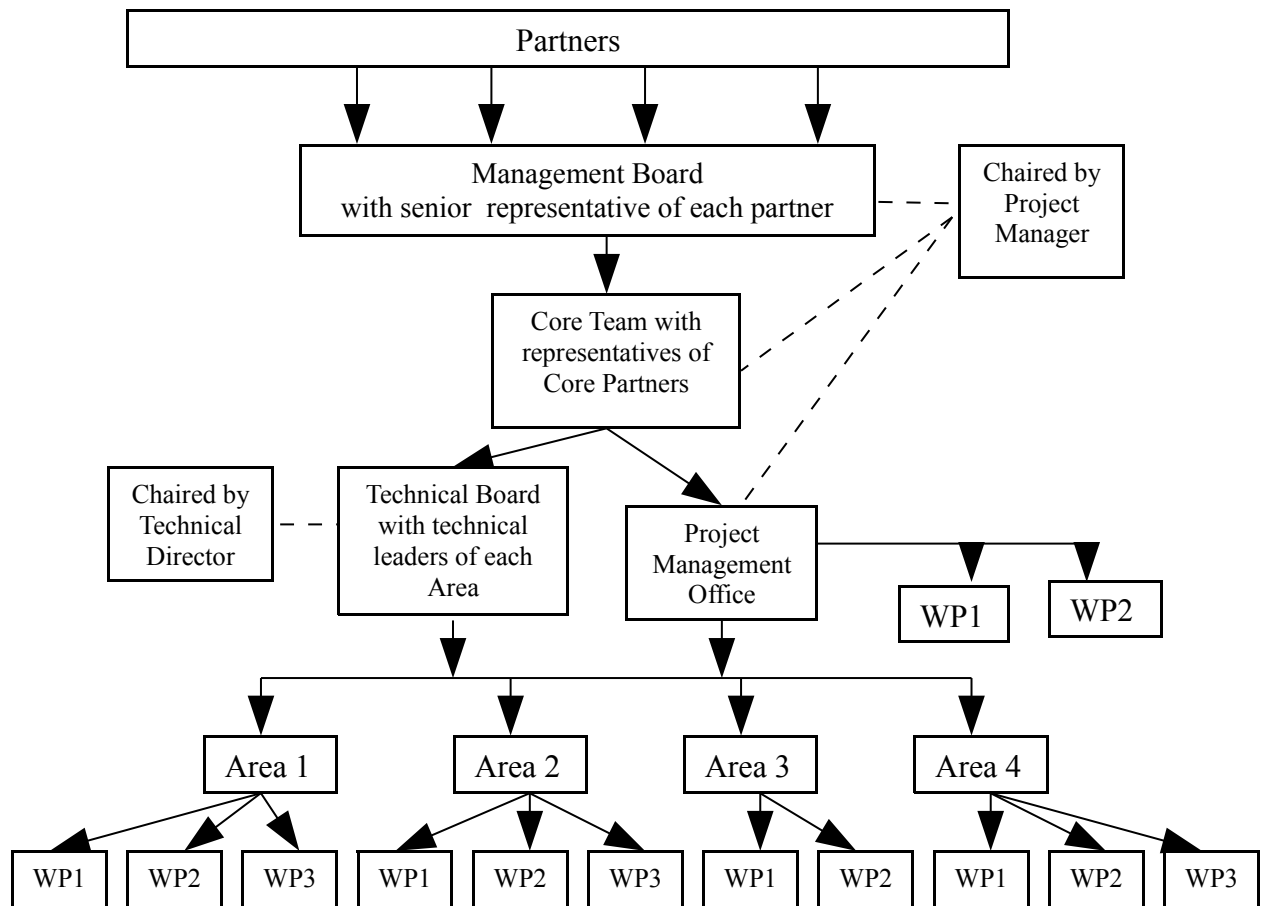 Partners
Management Board
with senior representative of each partner
Chaired by
Project
Manager
Core Team with
representatives of
Core Partners
Chaired by
Technical
Director
Technical Board
with technical
leaders of each
Area
Project
Management
Office
WP1
WP2
Area 1
Area 2
Area 3
Area 4
WP1
WP2
WP3
WP1
WP2
WP3
WP1
WP2
WP1
WP2
WP3